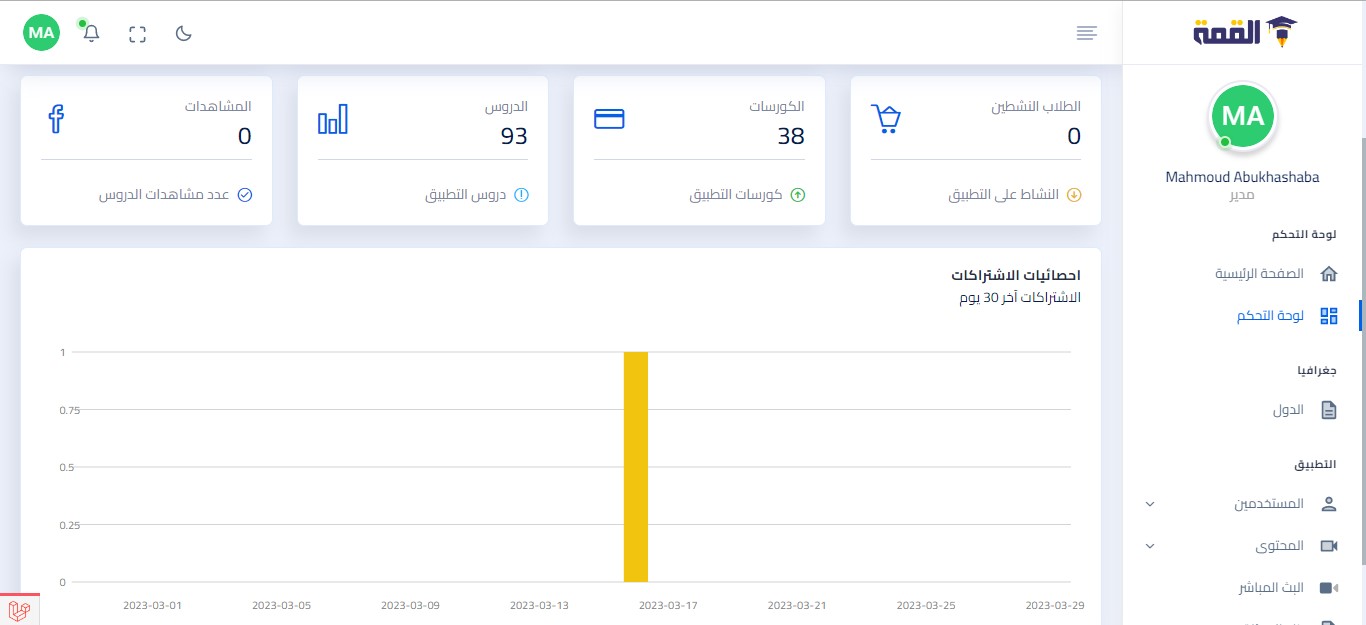 القمة
MA
MA
Mahmoud Abukhashaba
مدير
لوحة التحكم
الصفحة الرئيسية
لوحة التحكم
جغرافيا
الدول
التطبيق
المستخدمين
المحتوى
البث المباشر
الطلاب النشطين
0
النشاط على التطبيق
الكورسات
38
كورسات التطبيق
الدروس
93
دروس التطبيق
المشاهدات
0
عدد مشاهدات الدروس
احصائيات الاشتراكات
الاشتراكات آخر 30 يوم
1
0.75
0.5
0.25
0
2023-03-01 2023-03-05 2023-03-09 2023-03-13 2023-03-17 2023-03-21 2023-03-25 2023-03-29